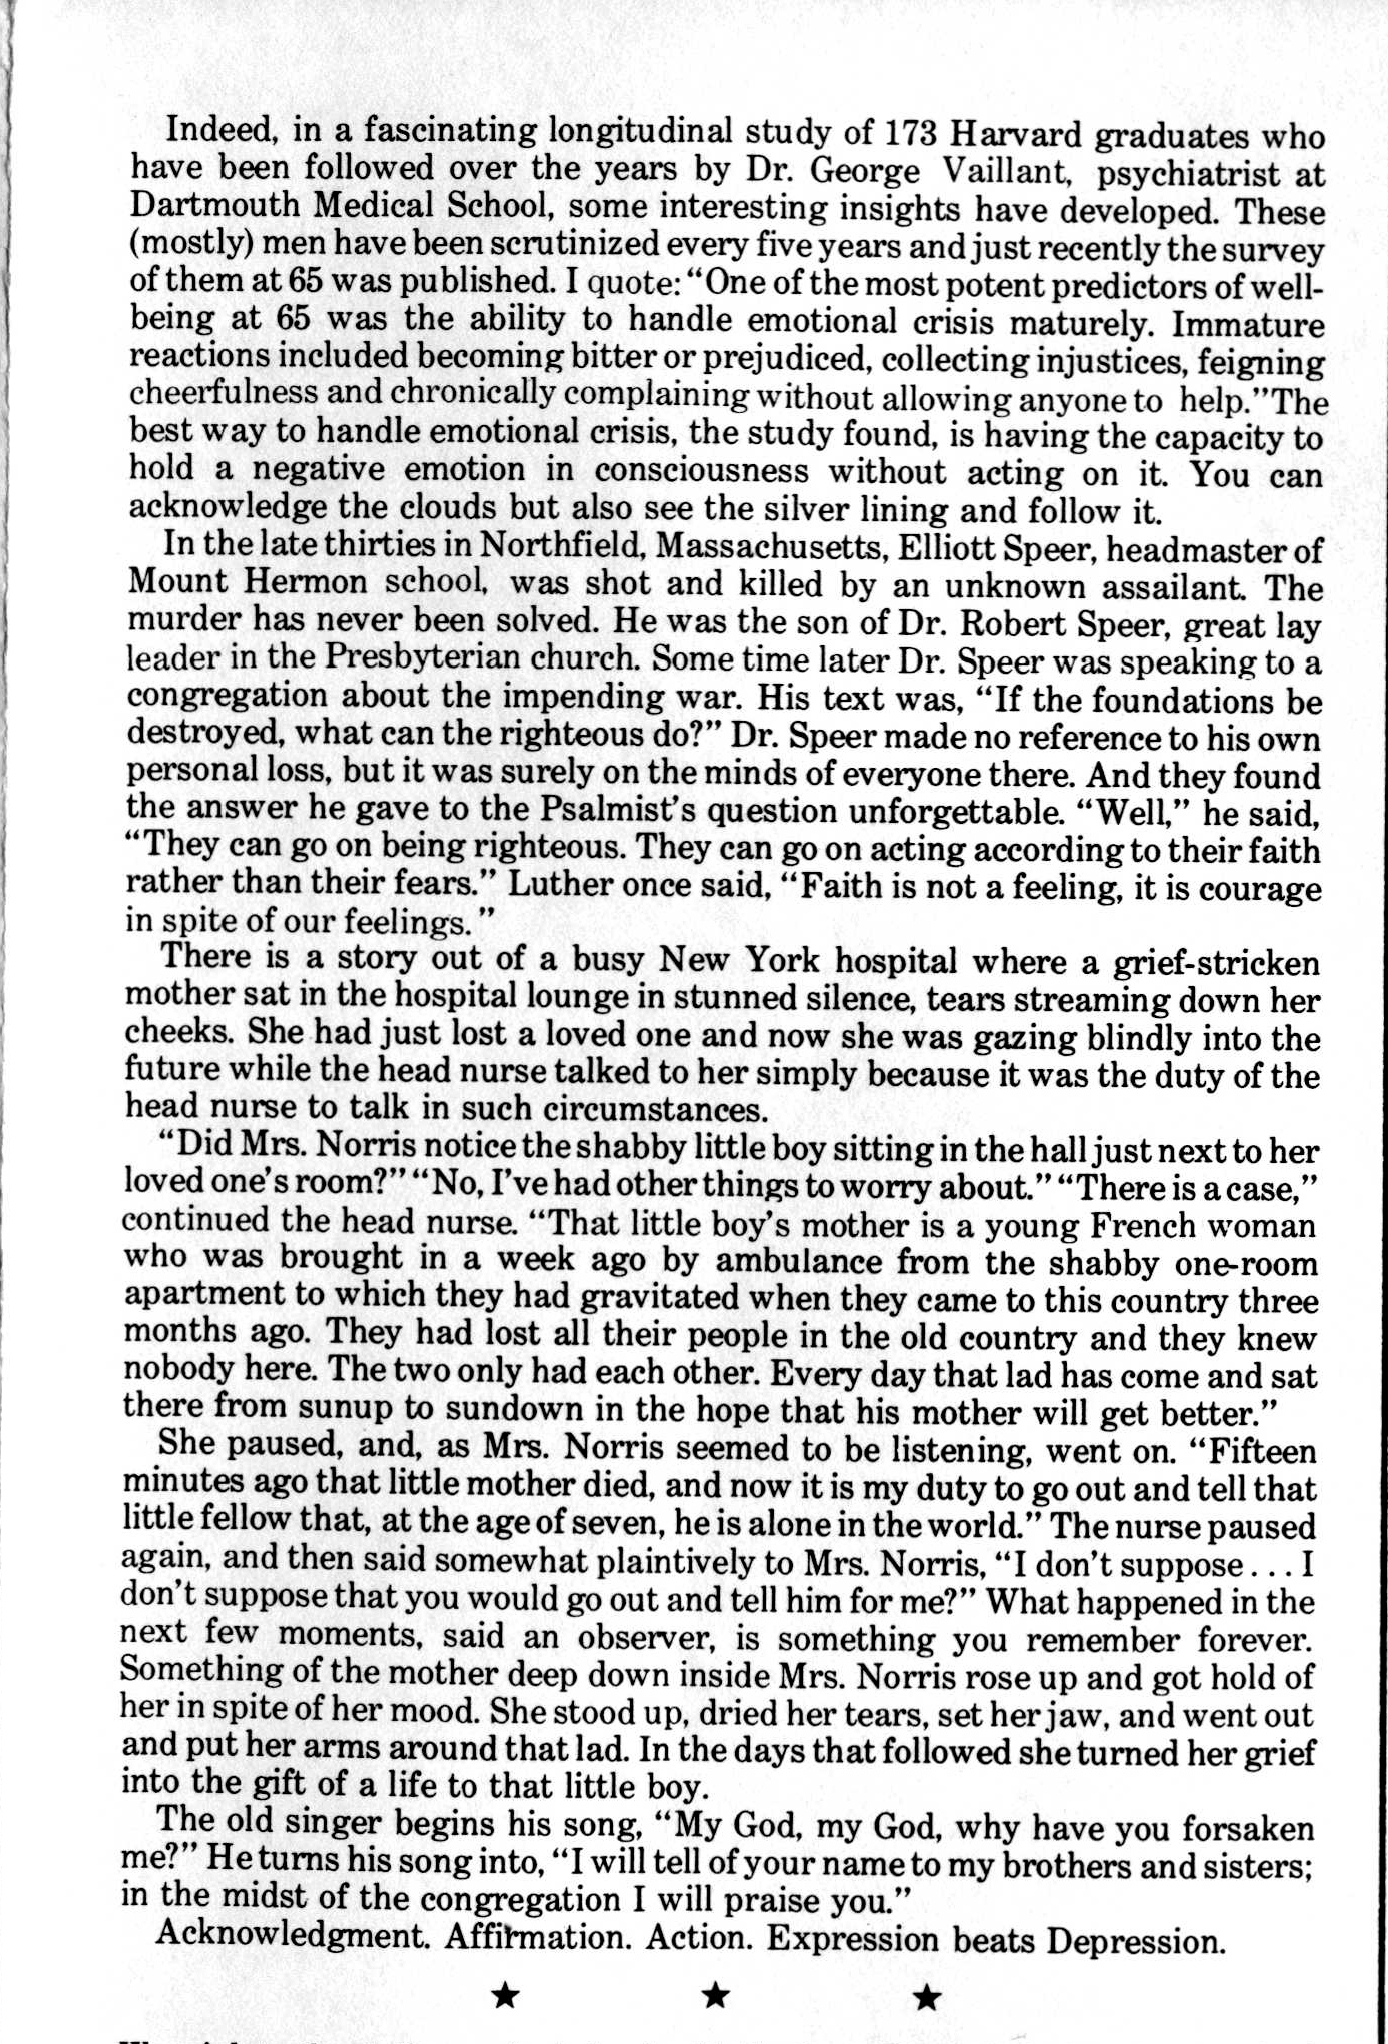 Indeed, in a fascinating longitudinal study of 173 Harvard graduates who
have been followed over the years by Dr. George Vaillant, psychiatrist at
Dartmouth Medical School, some interesting insights have developed. These
(mostly) men have been scrutinized every five years and just recently the survey
of them at 65 was published. I quote: “One of the most potent predictors of well-
being at 65 was the ability to handle emotional crisis maturely. Immature
reactions included becoming bitter or prejudiced, collecting injustices, feigning
cheerfulness and chronically complaining without allowing anyone to help.” The
best way to handle emotional crisis, the study found, is having the capacity to
hold a negative emotion in consciousness without acting on it. You can
acknowledge the clouds but also see the silver lining and follow it.
In the late thirties in Northfield, Massachusetts, Elliott Speer, headmaster of
Mount Hermon school, was shot and killed by an unknown assailant. The
murder has never been solved. He was the son of Dr. Robert Speer, great lay
leader in the Presbyterian church. Some time later Dr. Speer was speaking to a
congregation about the impending war. His text was, “If the foundations be
destroyed, what can the righteous do?” Dr. Speer made no reference to his own
personal loss, but it was surely on the minds of everyone there. And they found
the answer he gave to the Psalmist’s question unforgettable. “Well,” he said,
“They can go on being righteous. They can go on acting according to their faith
rather than their fears.” Luther once said, “Faith is not a feeling, it is courage
in spite of our feelings.”
There is a story out of a busy New York hospital where a grief-stricken
mother sat in the hospital lounge in stunned silence, tears streaming down her
cheeks. She had just lost a loved one and now she was gazing blindly into the
future while the head nurse talked to her simply because it was the duty of the
head nurse to talk in such circumstances.
“Did Mrs. Norris notice the shabby little boy sitting in the hall just next to her
loved one’s room?” “No, I’ve had other things to worry about.” “There is a case,”
continued the head nurse. “That little boy’s mother is a young French woman
who was brought in a week ago by ambulance from the shabby one-room
apartment to which they had gravitated when they came to this country three
months ago. They had lost all their people in the old country and they knew
nobody here. The two only had each other. Every day that lad has come and sat
there from sunup to sundown in the hope that his mother will get better.”
She paused, and, as Mrs. Norris seemed to be listening, went on. “Fifteen
minutes ago that little mother died, and now it is my duty to go out and tell that
little fellow that, at the age of seven, he is alone in the world.” The nurse paused
again, and then said somewhat plaintively to Mrs. Norris, “I don’t suppose . . . I
don’t suppose that you would go out and tell him for me?” What happened in the
next few moments, said an observer, is something you remember forever.
Something of the mother deep down inside Mrs. Norris rose up and got hold of
her in spite of her mood. She stood up, dried her tears, set her jaw, and went out
and put her arms around that lad. In the days that followed she turned her grief
into the gift of a life to that little boy.
The old singer begins his song, “My God, my God, why have you forsaken
me?” He turns his song into, “I will tell of your name to my brothers and sisters;
in the midst of the congregation I will praise you.”
Acknowledgment. Affirmation. Action. Expression beats Depression.
★ ★ ★